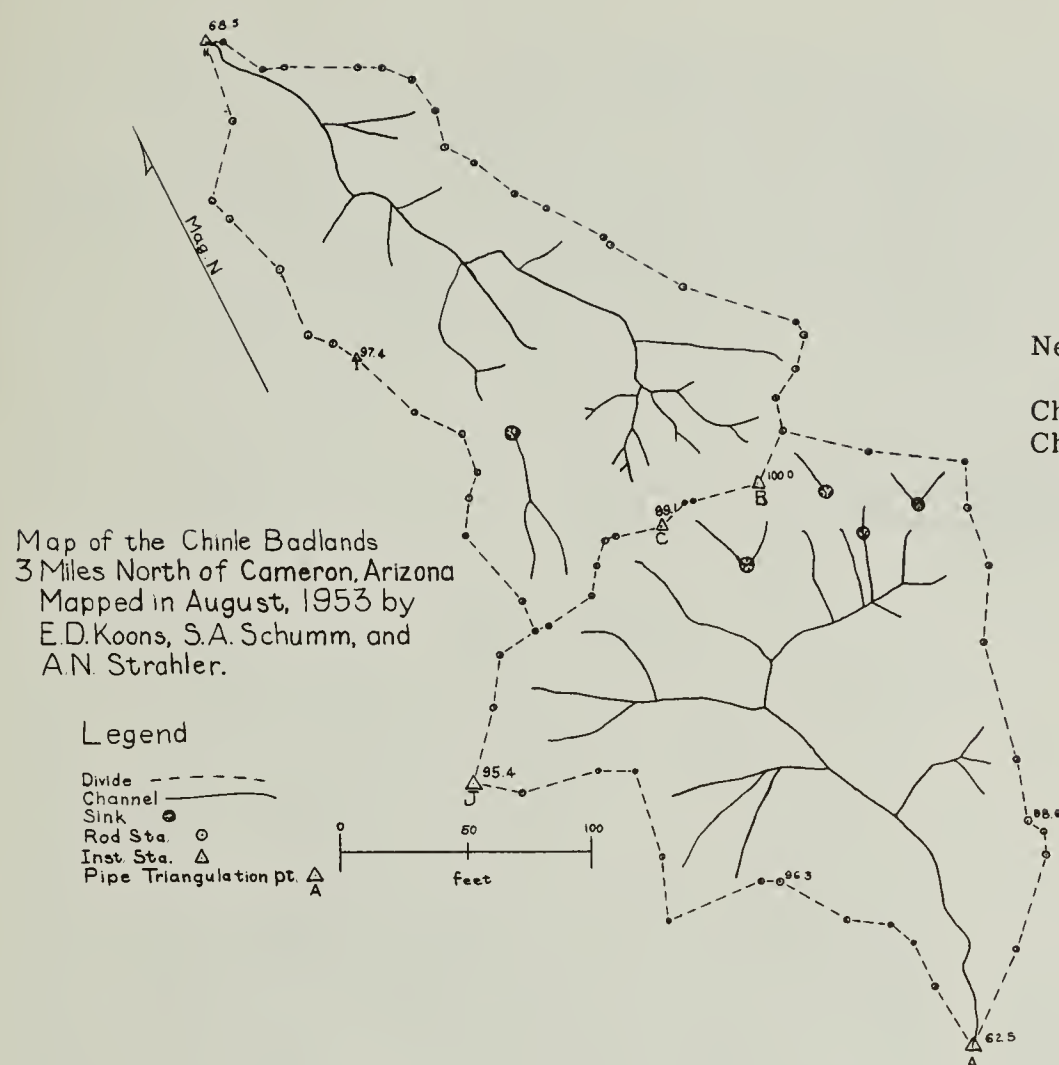 68.5
Mag. N
97.4
Ne
Ch
Ch
100.0
B
89.1
C
Map of the Chinle Badlands
3 Miles North of Cameron, Arizona
Mapped in August, 1953 by
E.D. Koons, S.A. Schumm, and
A.N. Strahler.
Legend
Divide
Channel
Sink
Rod Sta.
Inst. Sta.
Pipe Triangulation pt. A
95.4
J
0 50 100
feet
96.3
62.5
A